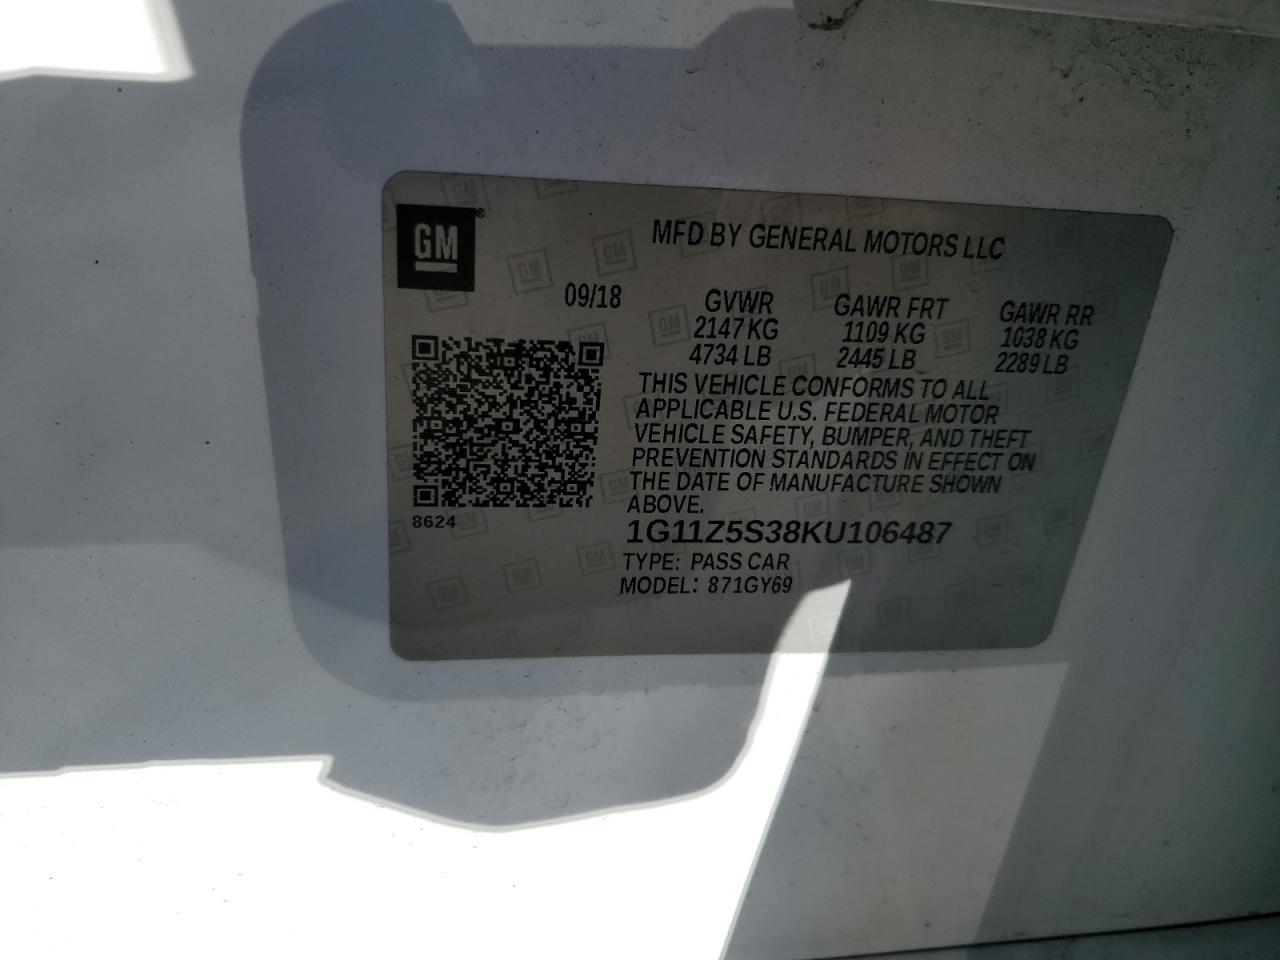 GM
MFD BY GENERAL MOTORS LLC
09/18
GVWR GAWR FRT GAWR RR
2147 KG 1109 KG 1038 KG
4734 LB 2445 LB 2289 LB
THIS VEHICLE CONFORMS TO ALL
APPLICABLE U.S. FEDERAL MOTOR
VEHICLE SAFETY, BUMPER, AND THEFT
PREVENTION STANDARDS IN EFFECT ON
THE DATE OF MANUFACTURE SHOWN
ABOVE.
8624
1G11Z5S38KU106487
TYPE: PASS CAR
MODEL: 871GY69